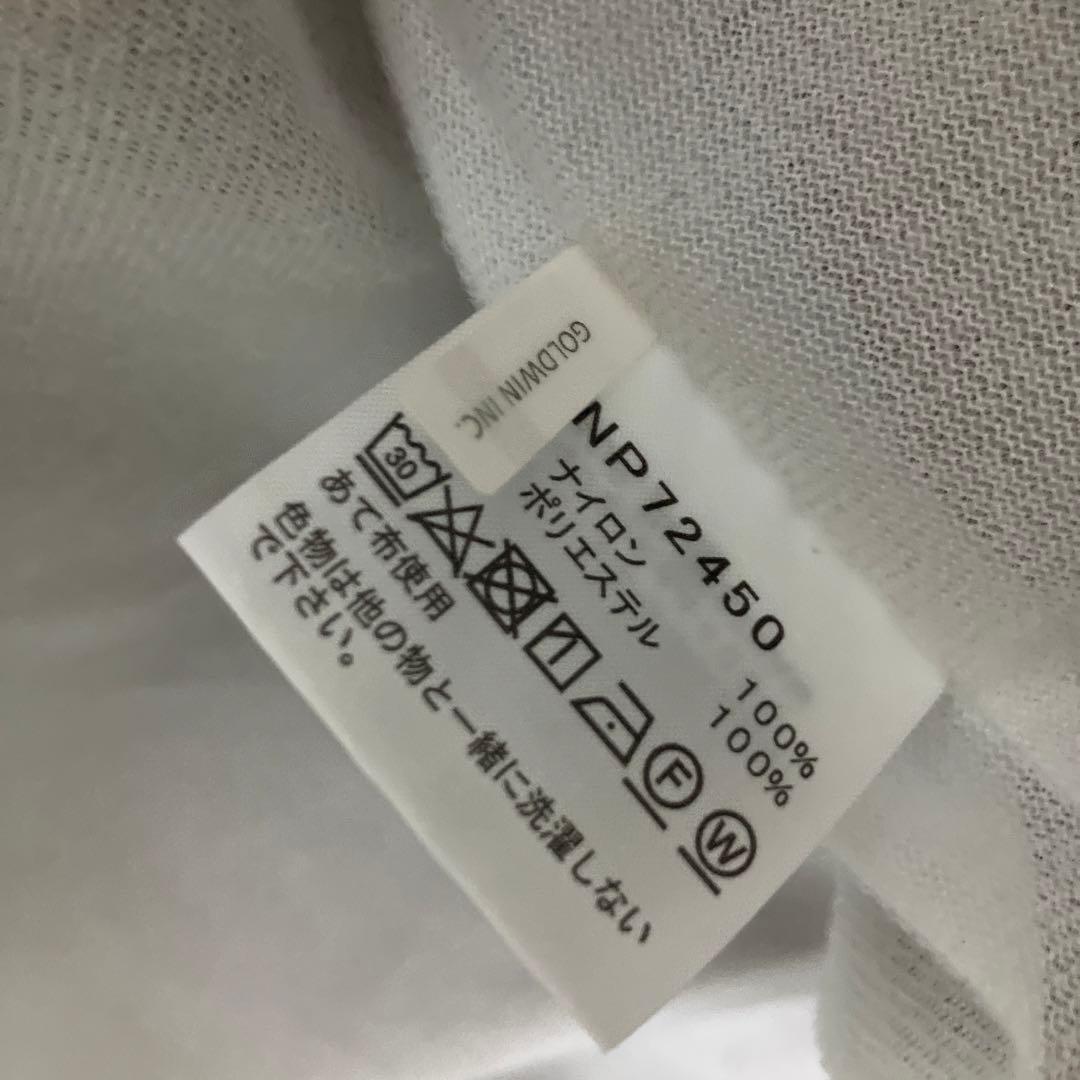 GOLDWIN INC.
NP72450
ナイロン 100%
ポリエステル 100%
30
F
W
あて布使用
色物は他の物と一緒に洗濯しない
で下さい。